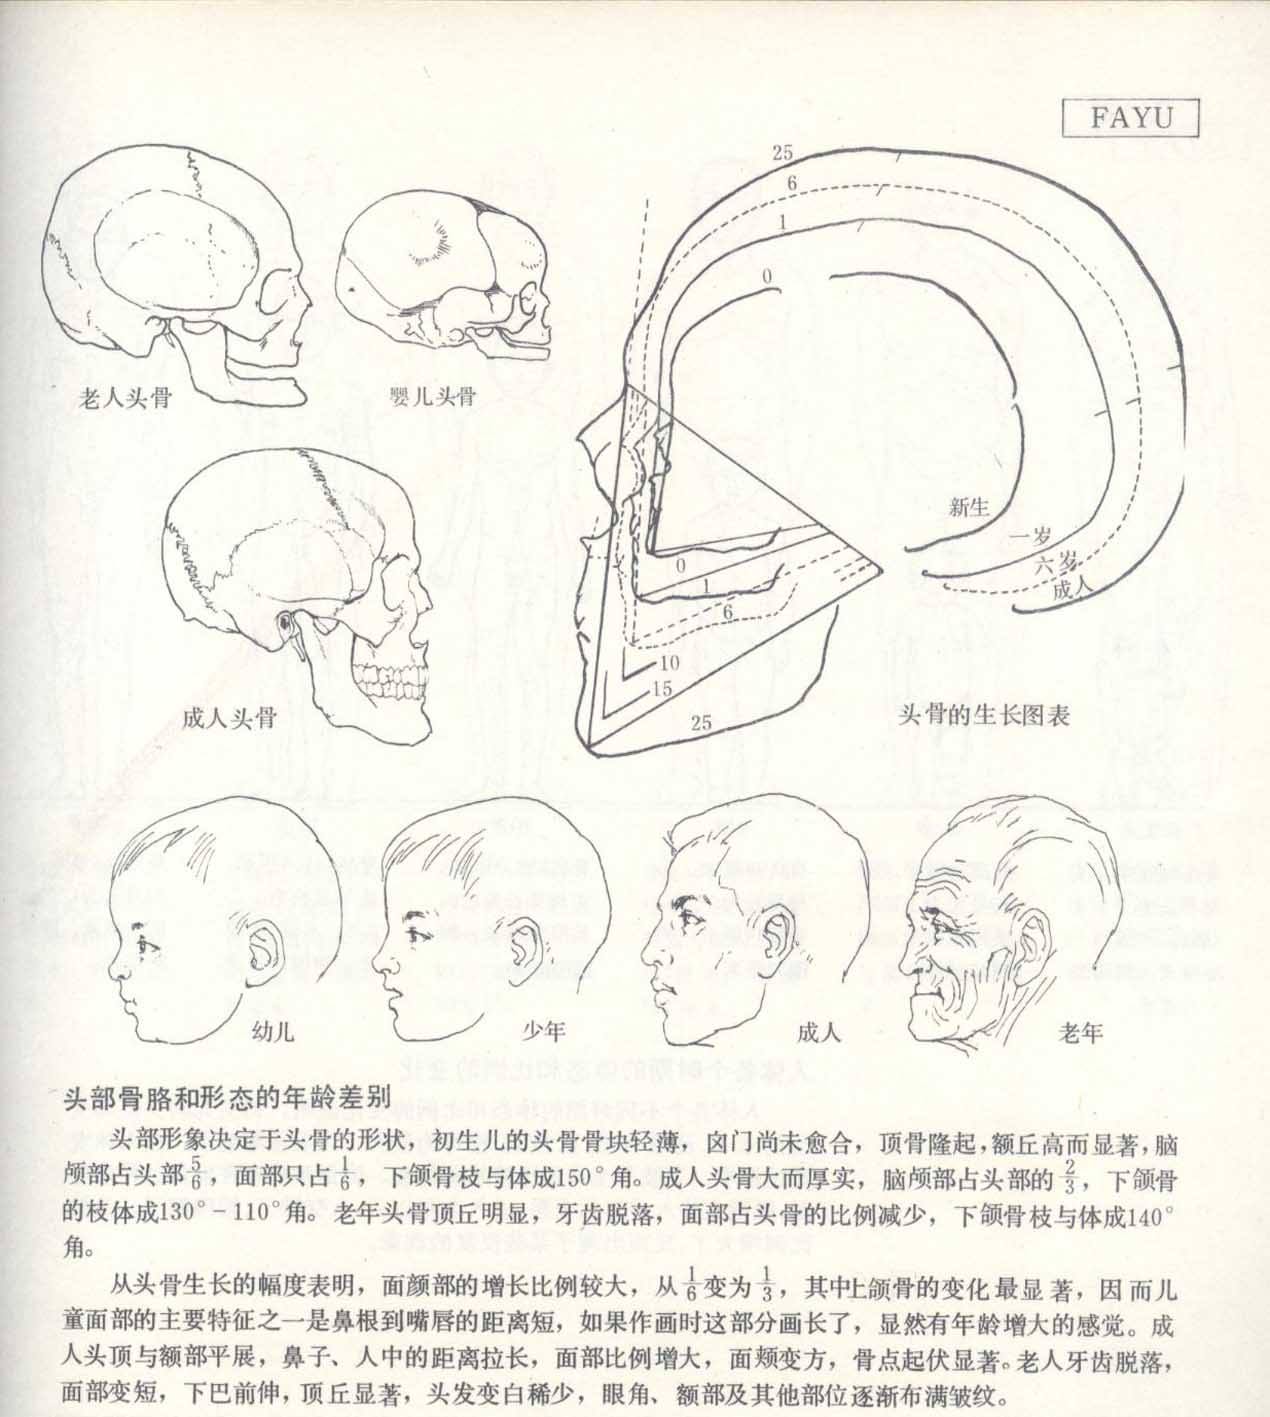 FAYU
25
6
1
0
老人头骨
婴儿头骨
新生
一岁
六岁
成人
0
1
6
10
15
25
成人头骨
头骨的生长图表
幼儿
少年
成人
老年
头部骨胳和形态的年龄差别
头部形象决定于头骨的形状，初生儿的头骨骨块轻薄，囟门尚未愈合，顶骨隆起，额丘高而显著，脑
颅部占头部5/6，面部只占1/6，下颌骨枝与体成150°角。成人头骨大而厚实，脑颅部占头部的2/3，下颌骨
的枝体成130°－110°角。老年头骨顶丘明显，牙齿脱落，面部占头骨的比例减少，下颌骨枝与体成140°
角。
从头骨生长的幅度表明，面颜部的增长比例较大，从1/6变为1/3，其中上颌骨的变化最显著，因而儿
童面部的主要特征之一是鼻根到嘴唇的距离短，如果作画时这部分画长了，显然有年龄增大的感觉。成
人头顶与额部平展，鼻子、人中的距离拉长，面部比例增大，面颊变方，骨点起伏显著。老人牙齿脱落，
面部变短，下巴前伸，顶丘显著，头发变白稀少，眼角、额部及其他部位逐渐布满皱纹。